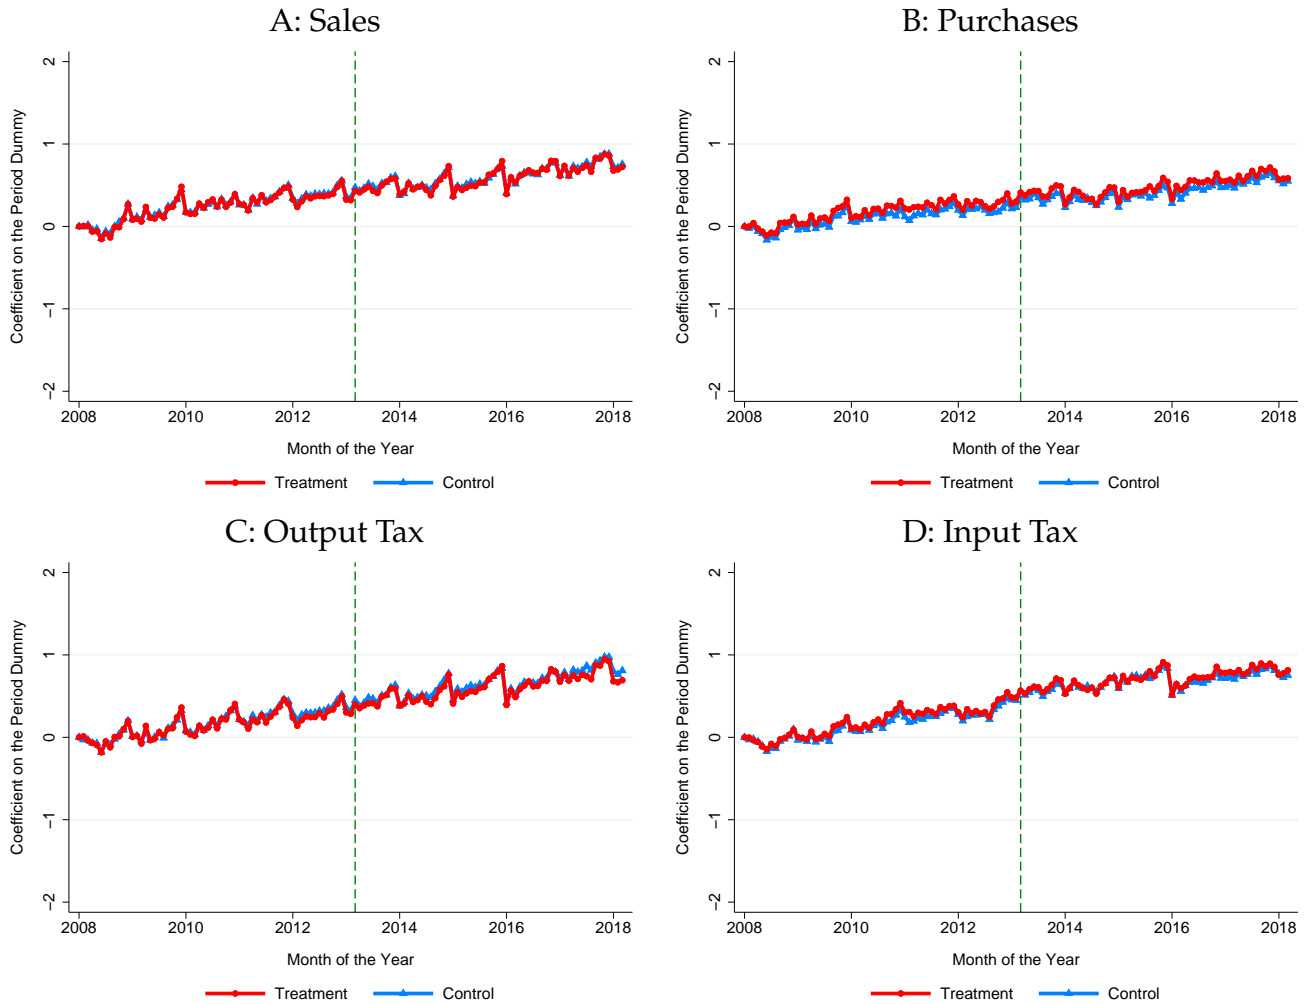 A: Sales
Coefficient on the Period Dummy
2
1
0
−1
−2
2008 2010 2012 2014 2016 2018
Month of the Year
Treatment Control
B: Purchases
Coefficient on the Period Dummy
2
1
0
−1
−2
2008 2010 2012 2014 2016 2018
Month of the Year
Treatment Control
C: Output Tax
Coefficient on the Period Dummy
2
1
0
−1
−2
2008 2010 2012 2014 2016 2018
Month of the Year
Treatment Control
D: Input Tax
Coefficient on the Period Dummy
2
1
0
−1
−2
2008 2010 2012 2014 2016 2018
Month of the Year
Treatment Control